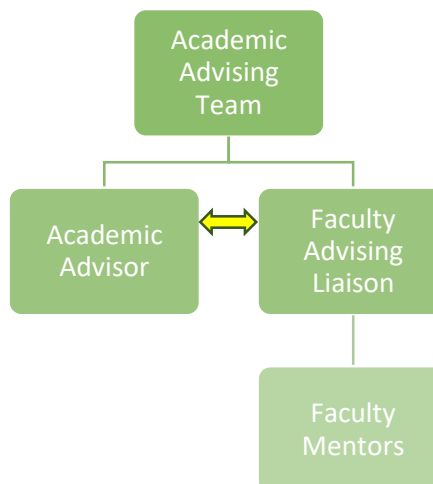 Academic
Advising
Team
Academic
Advisor
Faculty
Advising
Liaison
Faculty
Mentors